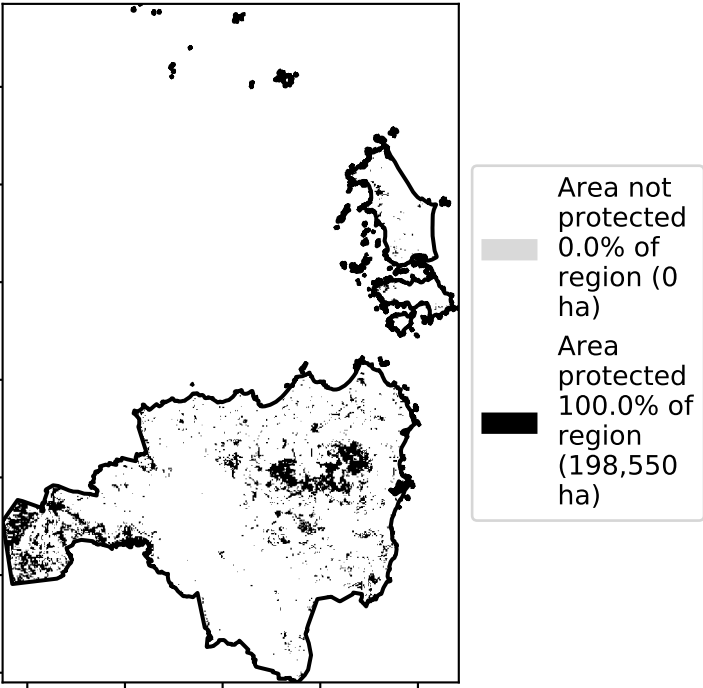 Area not
protected
0.0% of
region (0
ha)
Area
protected
100.0% of
region
(198,550
ha)